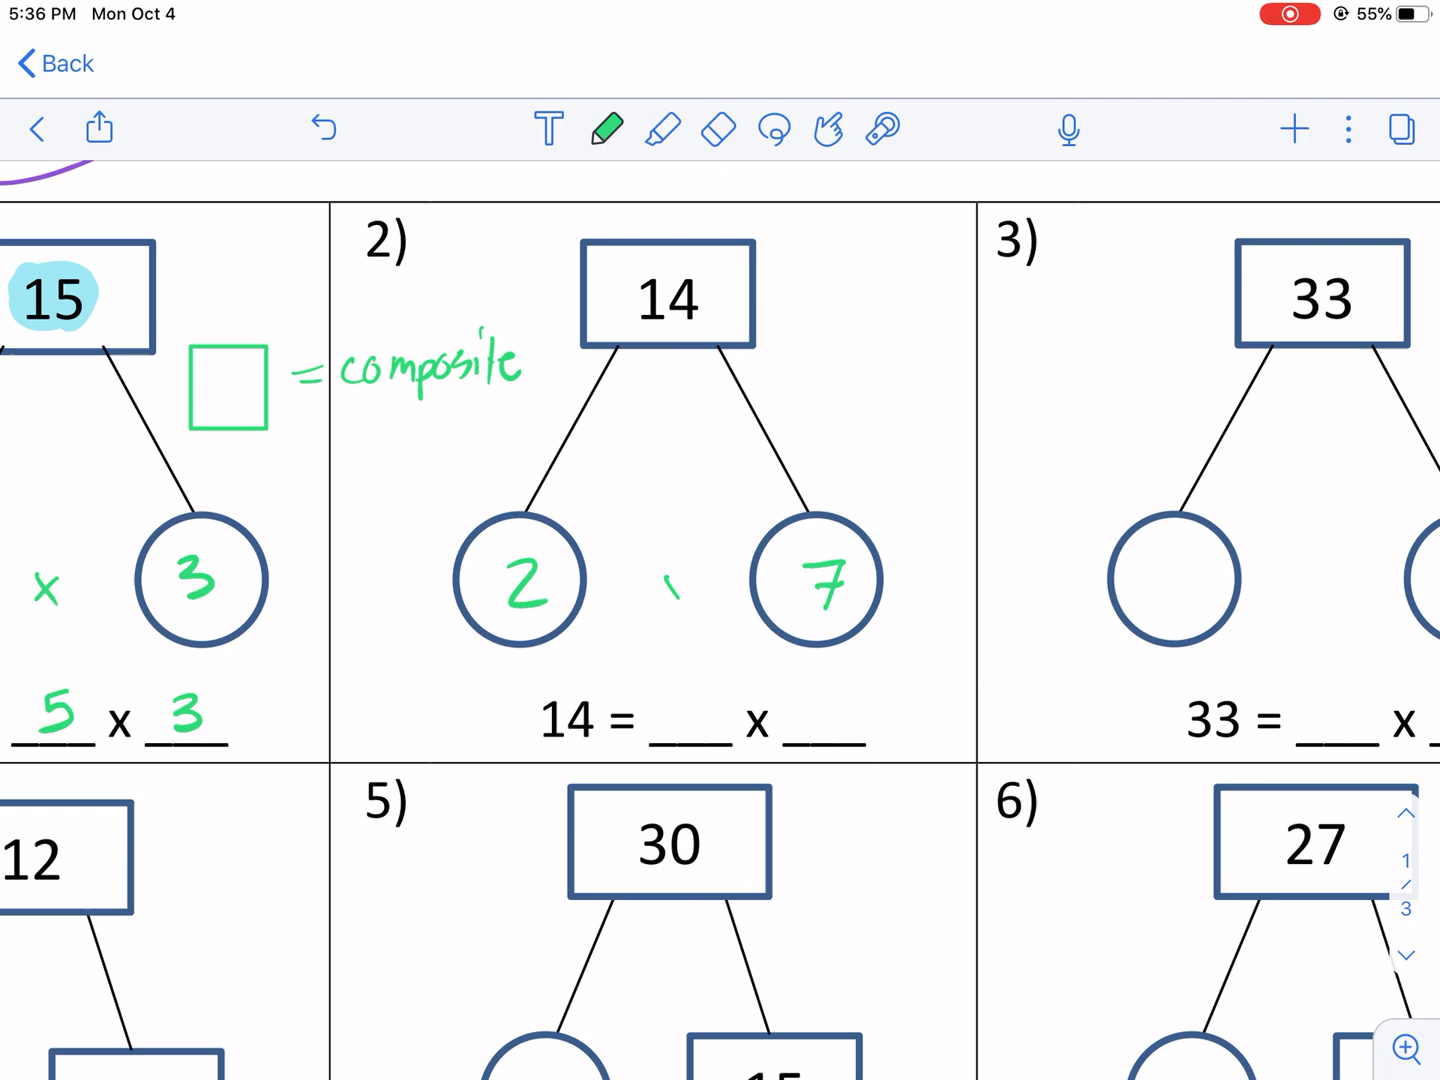 5:36 PM Mon Oct 4 55%
Back
15
2)
14
3)
33
= composite
x 3
2 7
5 x 3
14 = ___ x ___
33 = ___ x
12
5)
30
6)
27
1
3
15